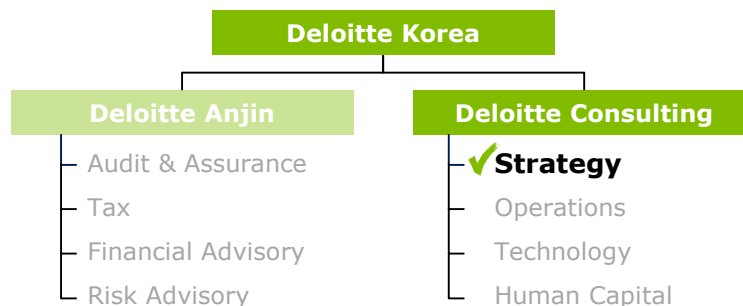 Deloitte Korea
Deloitte Anjin
Audit & Assurance
Tax
Financial Advisory
Risk Advisory
Deloitte Consulting
Strategy
Operations
Technology
Human Capital